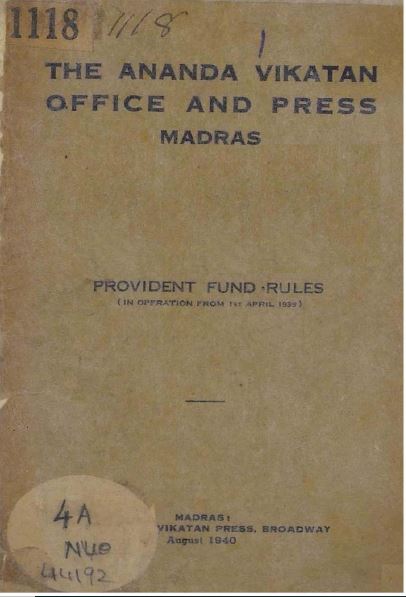 1118 1118
THE ANANDA VIKATAN
OFFICE AND PRESS
MADRAS
PROVIDENT FUND RULES
(IN OPERATION FROM 1ST APRIL 1939)
MADRAS:
VIKATAN PRESS, BROADWAY
August 1940
4A
N40
44192